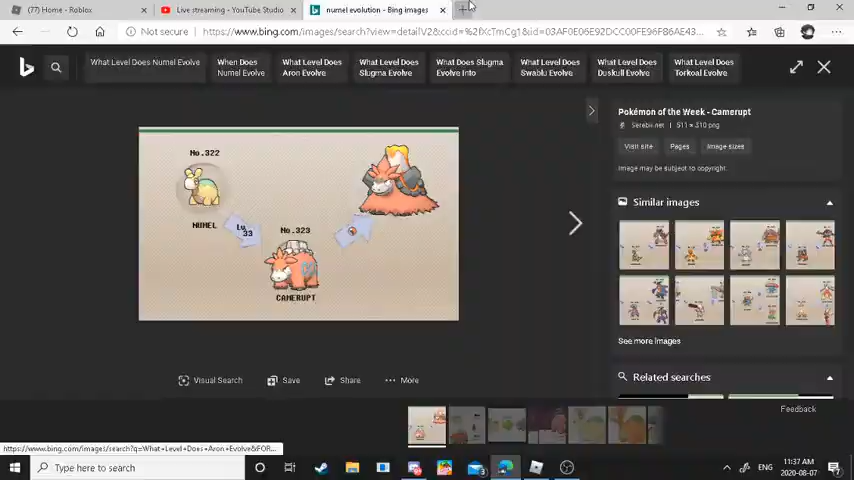 (77) Home - Roblox
Live streaming - YouTube Studio
numel evolution - Bing images
Not secure
https://www.bing.com/images/search?view=detailV2&ccid=%2fXcTmCg1&id=03AF0E06E92DCC00FE96F86AE43...
What Level Does Numel Evolve
When Does
Numel Evolve
What Level Does
Aron Evolve
What Level Does
Slugma Evolve
What Does Slugma
Evolve Into
What Level Does
Swablu Evolve
What Level Does
Duskull Evolve
What Level Does
Torkoal Evolve
Pokémon of the Week - Camerupt
Serebii.net
511 × 310 png
Visit site
Pages
Image sizes
Image may be subject to copyright.
Similar images
See more images
Related searches
No.322
NUMEL
Lv
33
No.323
CAMERUPT
Visual Search
Save
Share
More
Feedback
https://www.bing.com/images/search?q=What+Level+Does+Aron+Evolve&FOR...
Type here to search
3
ENG
11:37 AM
2020-08-07
7